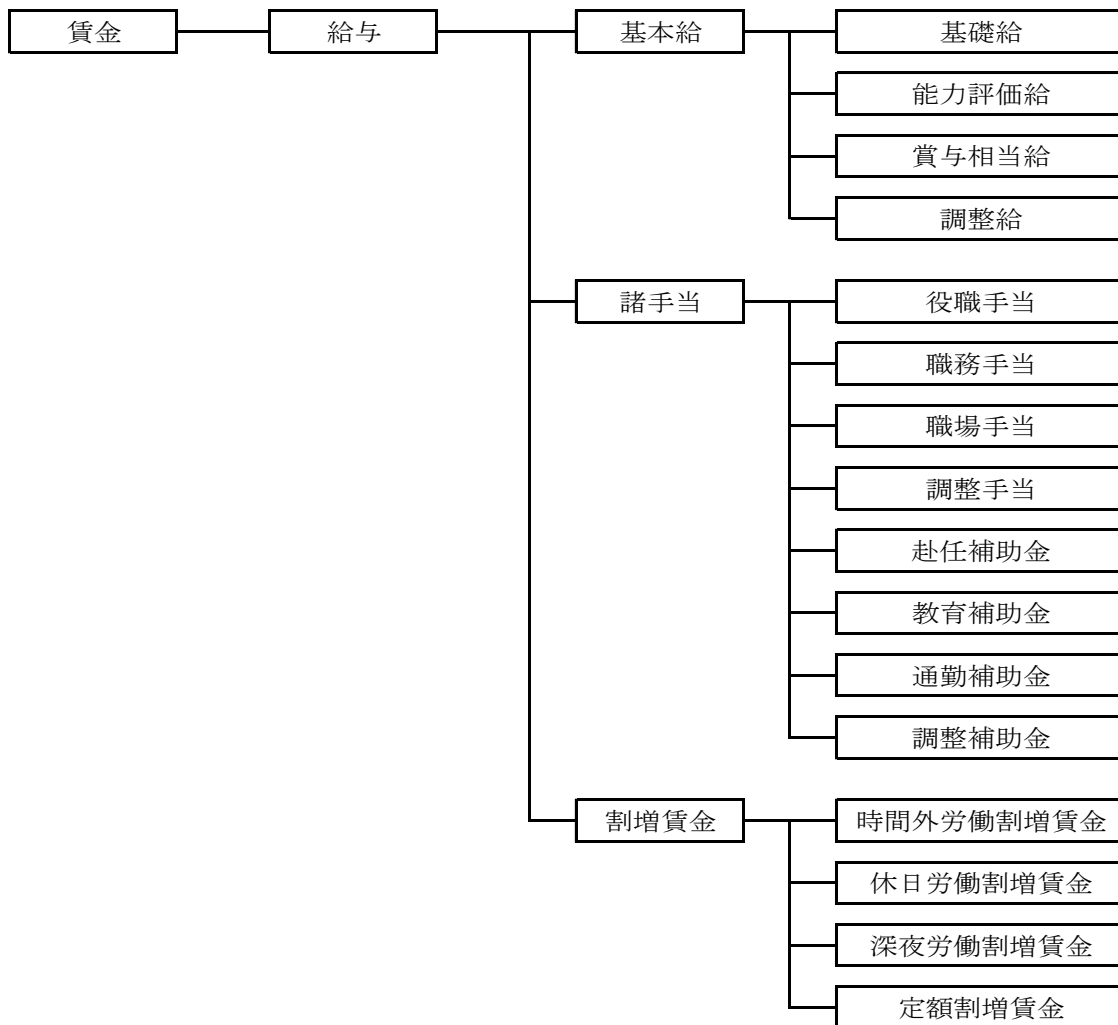 賃金
給与
基本給
基礎給
能力評価給
賞与相当給
調整給
諸手当
役職手当
職務手当
職場手当
調整手当
赴任補助金
教育補助金
通勤補助金
調整補助金
割増賃金
時間外労働割増賃金
休日労働割増賃金
深夜労働割増賃金
定額割増賃金